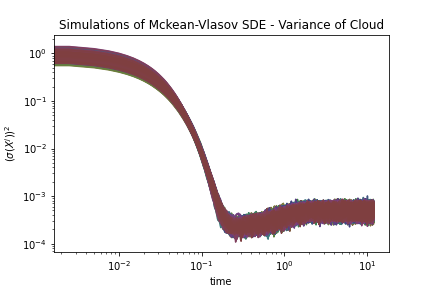 Simulations of Mckean-Vlasov SDE - Variance of Cloud
10⁰
10⁻¹
10⁻²
10⁻³
10⁻⁴
(σ(Xⁱ))²
10⁻² 10⁻¹ 10⁰ 10¹
time